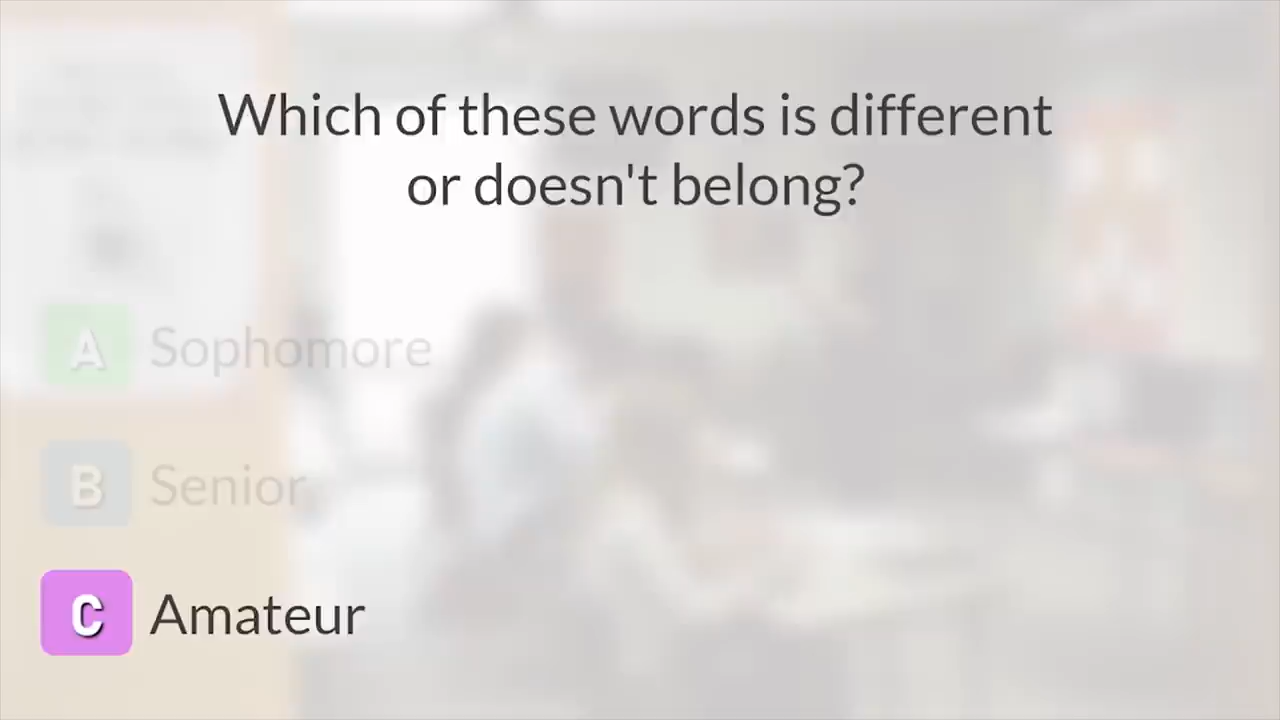 Which of these words is different
or doesn't belong?
A Sophomore
B Senior
C Amateur